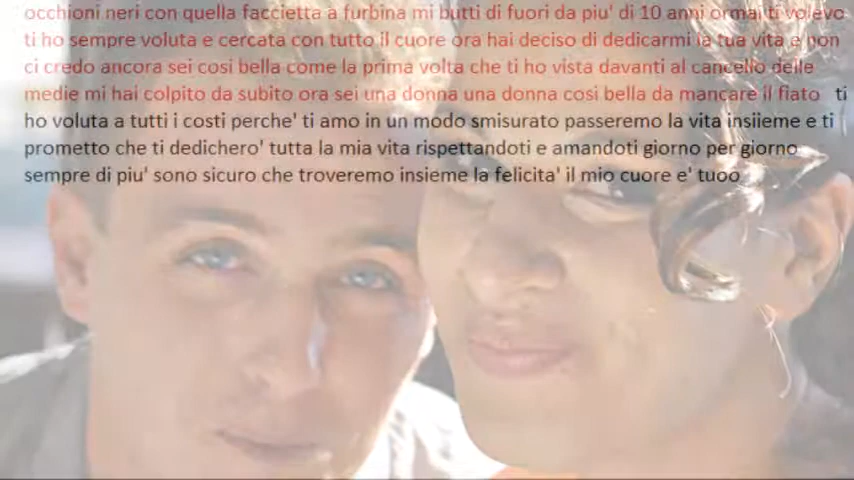 occhioni neri con quella faccietta a furbina mi butti di fuori da piu' di 10 anni ormai ti volevo
ti ho sempre voluta e cercata con tutto il cuore ora hai deciso di dedicarmi la tua vita e non
ci credo ancora sei cosi bella come la prima volta che ti ho vista davanti al cancello delle
medie mi hai colpito da subito ora sei una donna una donna cosi bella da mancare il fiato ti
ho voluta a tutti i costi perche' ti amo in un modo smisurato passeremo la vita insiieme e ti
prometto che ti dedichero' tutta la mia vita rispettandoti e amandoti giorno per giorno
sempre di piu' sono sicuro che troveremo insieme la felicita' il mio cuore e' tuoo